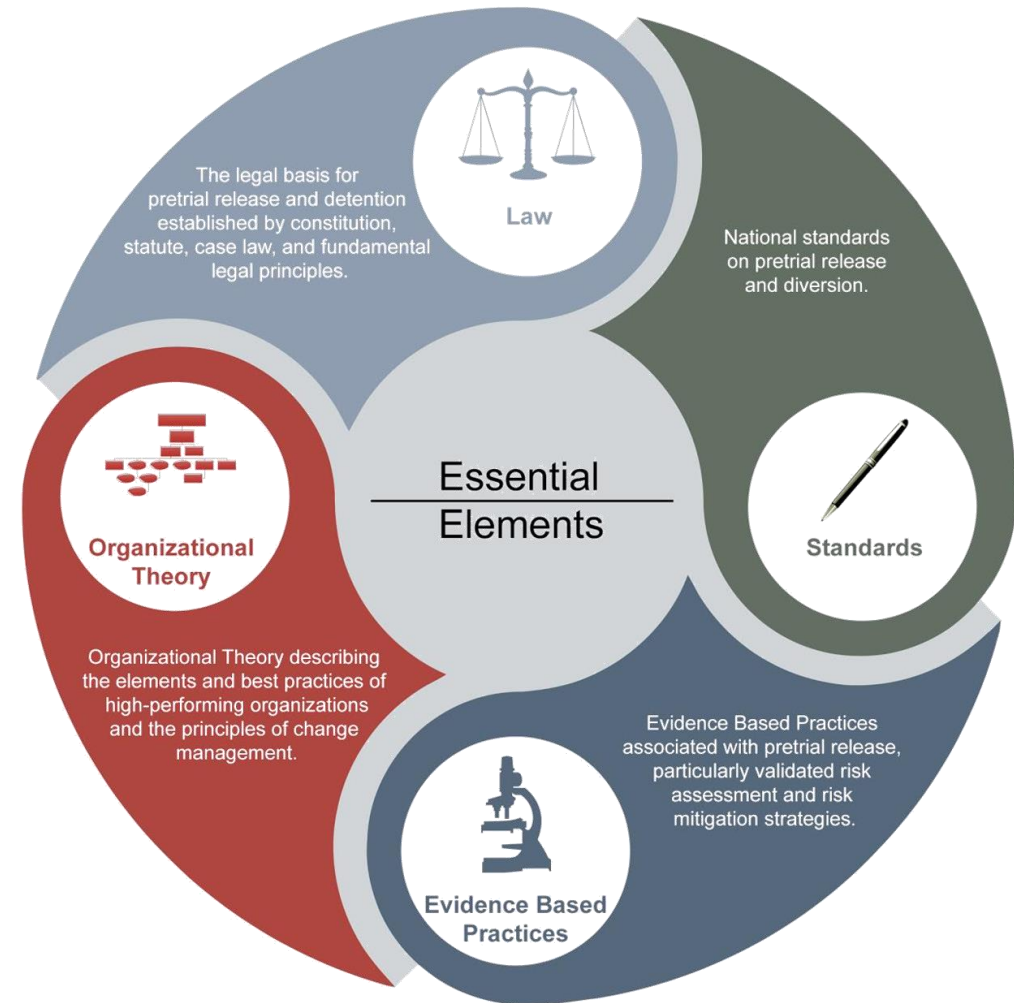 The legal basis for
pretrial release and detention
established by constitution,
statute, case law, and fundamental
legal principles.
Law
National standards
on pretrial release
and diversion.
Standards
Essential
Elements
Organizational
Theory
Organizational Theory describing
the elements and best practices of
high-performing organizations
and the principles of change
management.
Evidence Based Practices
associated with pretrial release,
particularly validated risk
assessment and risk
mitigation strategies.
Evidence Based
Practices